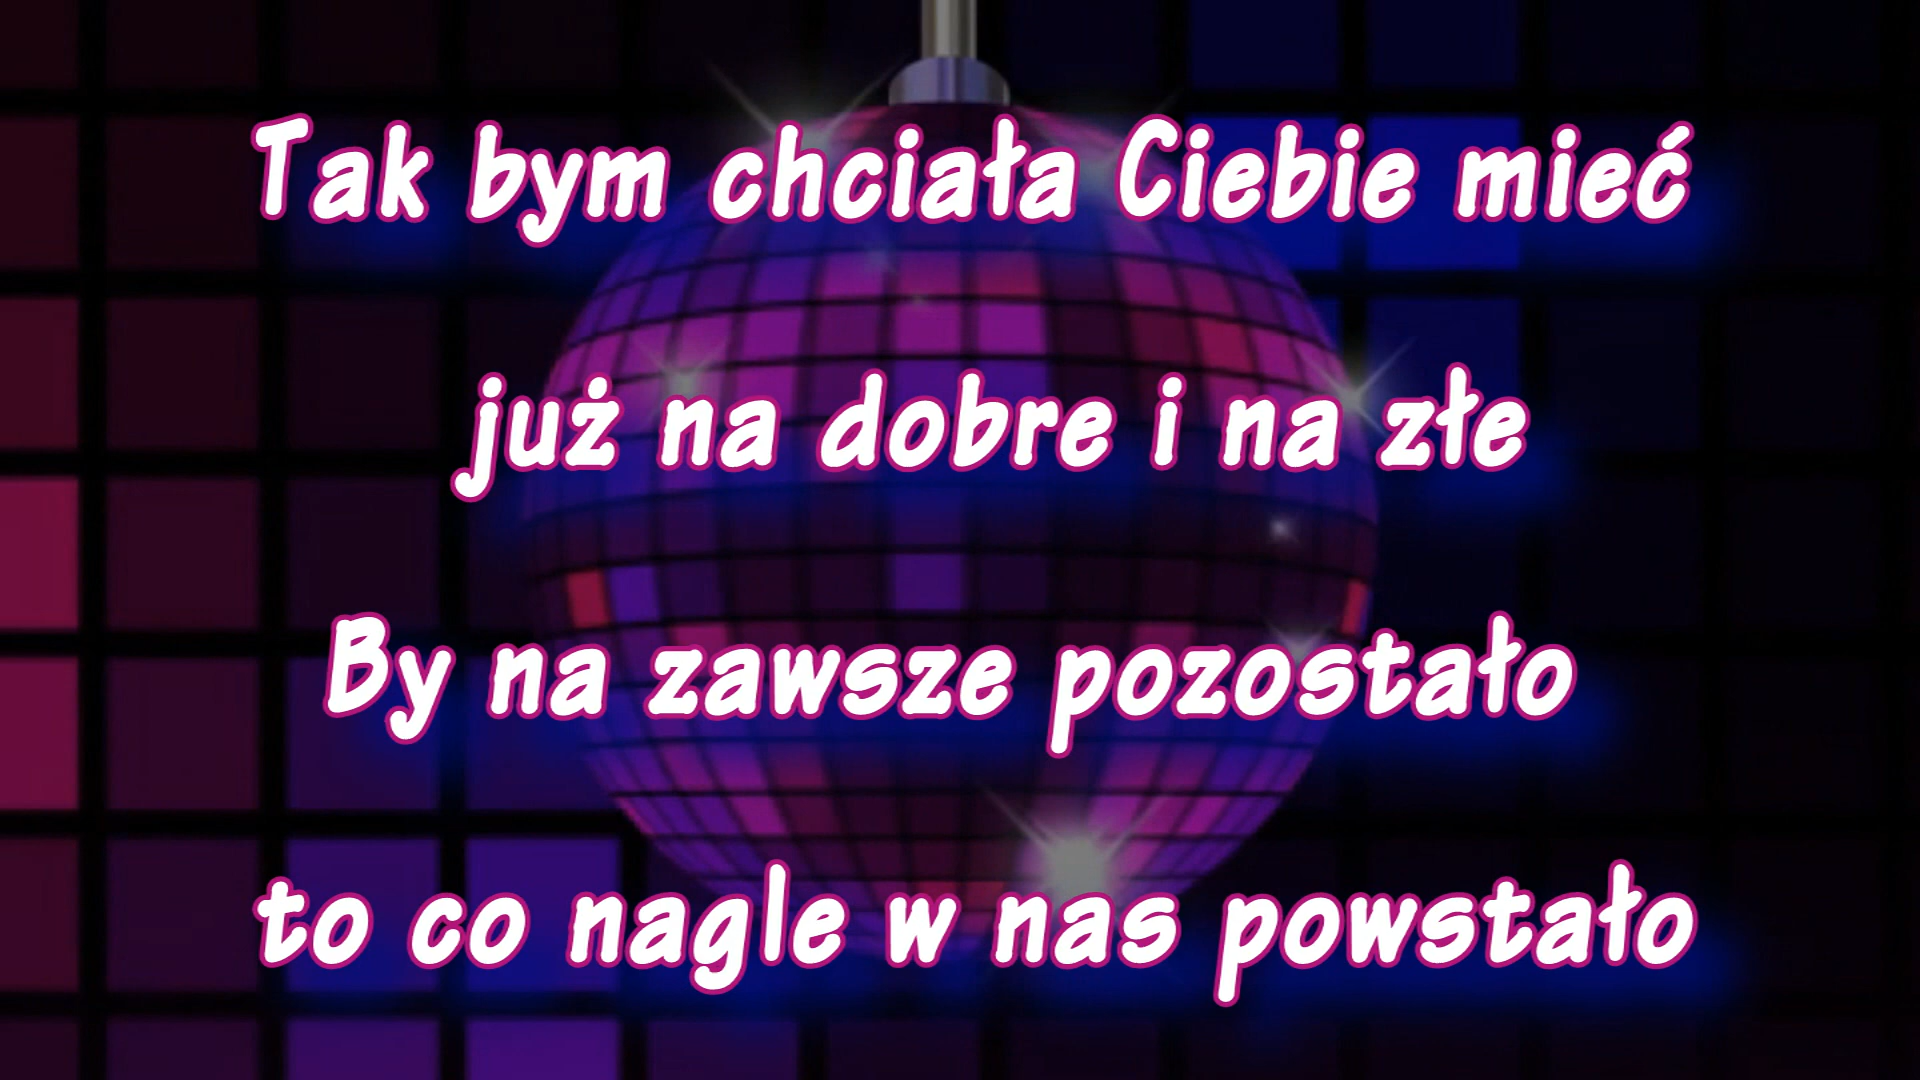 Tak bym chciała Ciebie mieć
już na dobre i na złe
By na zawsze pozostało
to co nagle w nas powstało